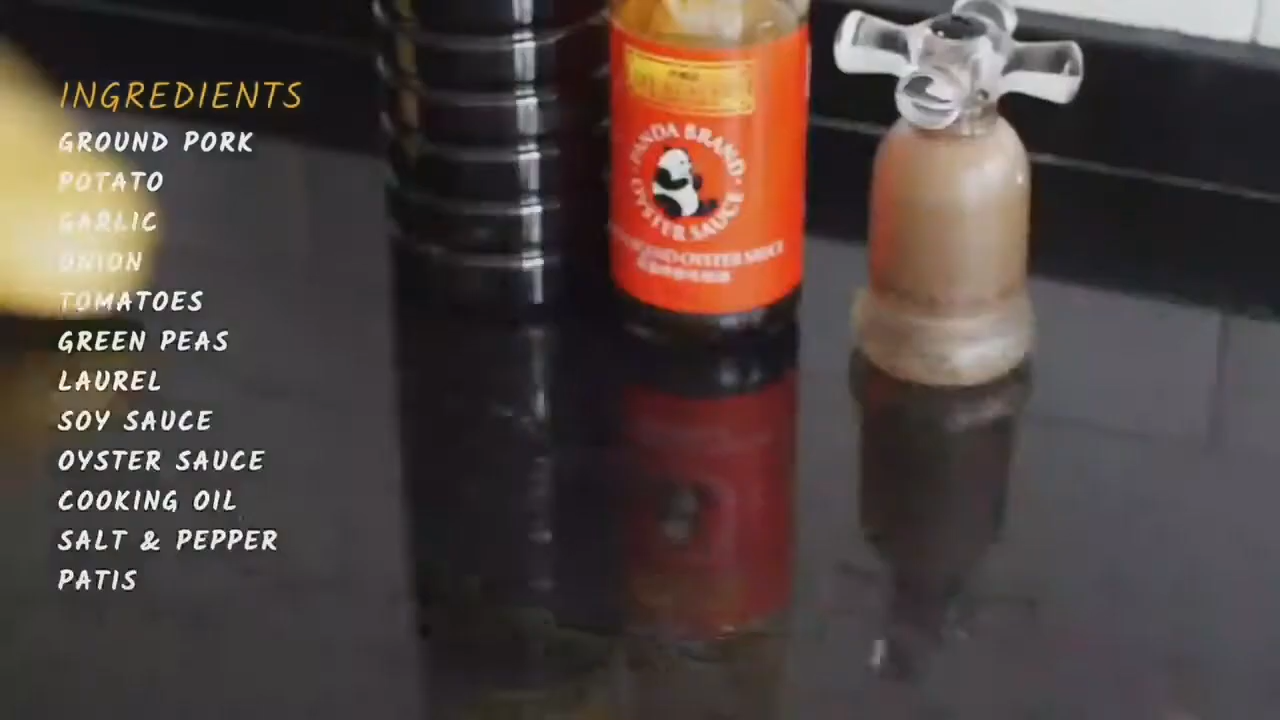 INGREDIENTS
GROUND PORK
POTATO
GARLIC
ONION
TOMATOES
GREEN PEAS
LAUREL
SOY SAUCE
OYSTER SAUCE
COOKING OIL
SALT & PEPPER
PATIS
PANDA BRAND
OYSTER SAUCE